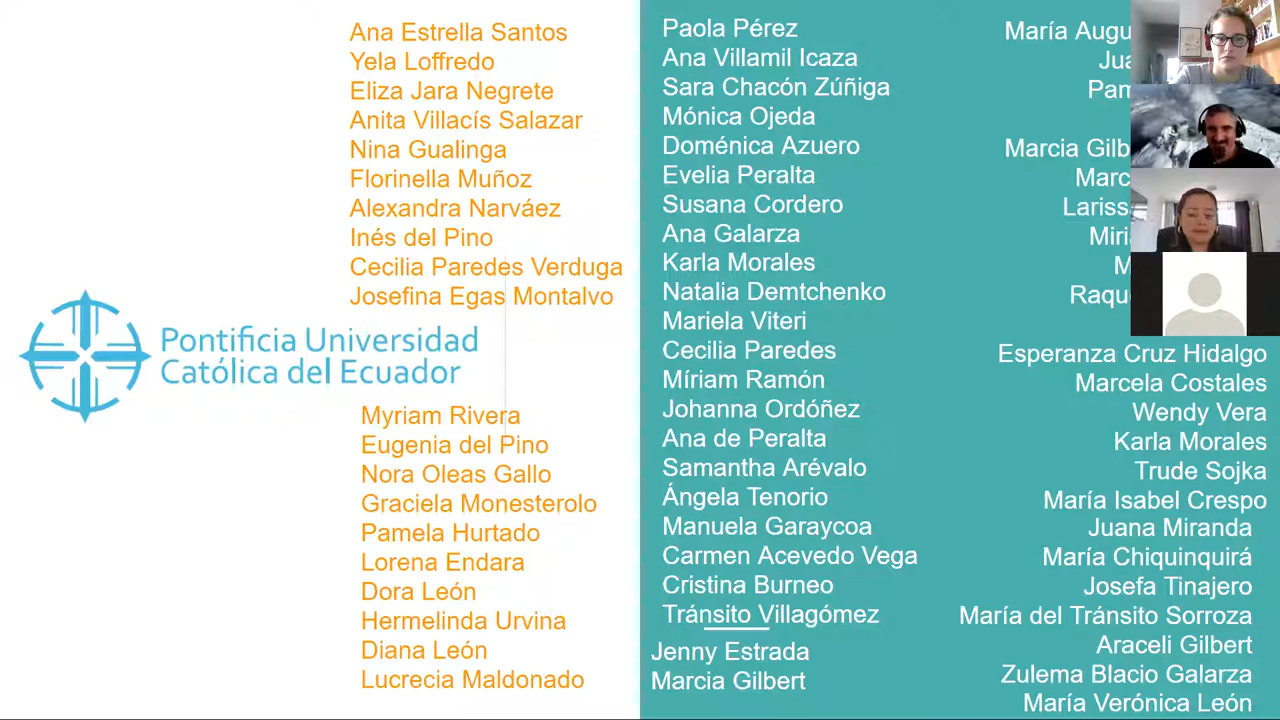 Ana Estrella Santos
Yela Loffredo
Eliza Jara Negrete
Anita Villacís Salazar
Nina Gualinga
Florinella Muñoz
Alexandra Narváez
Inés del Pino
Cecilia Paredes Verduga
Josefina Egas Montalvo
Pontificia Universidad
Católica del Ecuador
Myriam Rivera
Eugenia del Pino
Nora Oleas Gallo
Graciela Monesterolo
Pamela Hurtado
Lorena Endara
Dora León
Hermelinda Urvina
Diana León
Lucrecia Maldonado
Paola Pérez
Ana Villamil Icaza
Sara Chacón Zúñiga
Mónica Ojeda
Doménica Azuero
Evelia Peralta
Susana Cordero
Ana Galarza
Karla Morales
Natalia Demtchenko
Mariela Viteri
Cecilia Paredes
Míriam Ramón
Johanna Ordóñez
Ana de Peralta
Samantha Arévalo
Ángela Tenorio
Manuela Garaycoa
Carmen Acevedo Vega
Cristina Burneo
Tránsito Villagómez
Jenny Estrada
Marcia Gilbert
María
Marcia
Esperanza Cruz Hidalgo
Marcela Costales
Wendy Vera
Karla Morales
Trude Sojka
María Isabel Crespo
Juana Miranda
María Chiquinquirá
Josefa Tinajero
María del Tránsito Sorroza
Araceli Gilbert
Zulema Blacio Galarza
María Verónica León